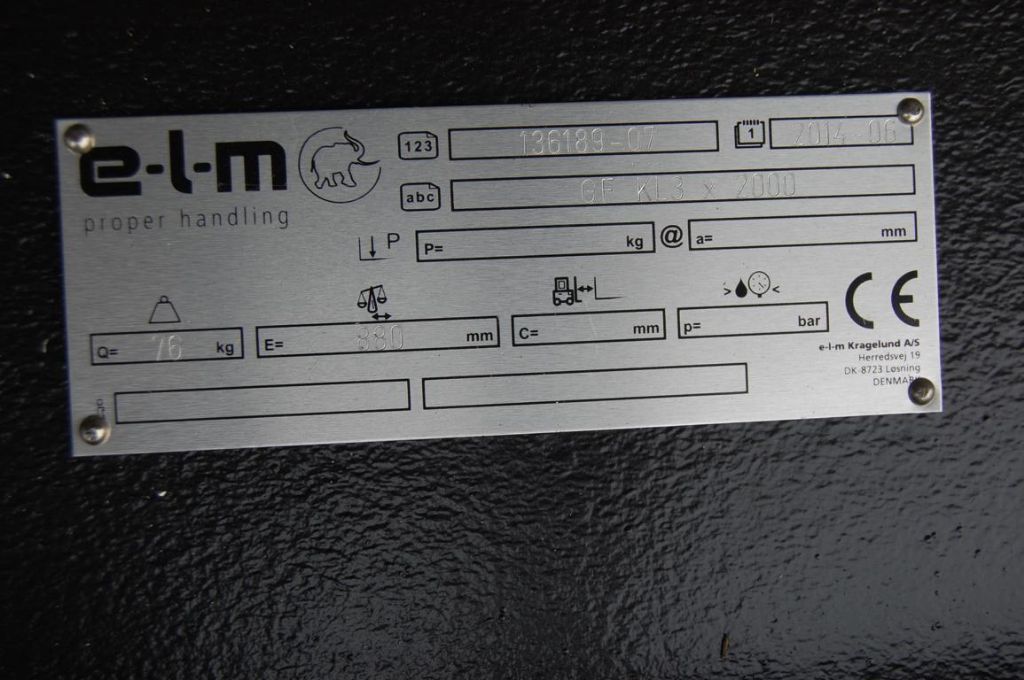 e-l-m
proper handling
123 136189-07 1 2014-06
abc GF KL3 x 2000
P P= kg @ a= mm
Q= 76 kg E= 880 mm C= mm p= bar
> < CE
e-l-m Kragelund A/S
Herredsvej 19
DK-8723 Løsning
DENMARK